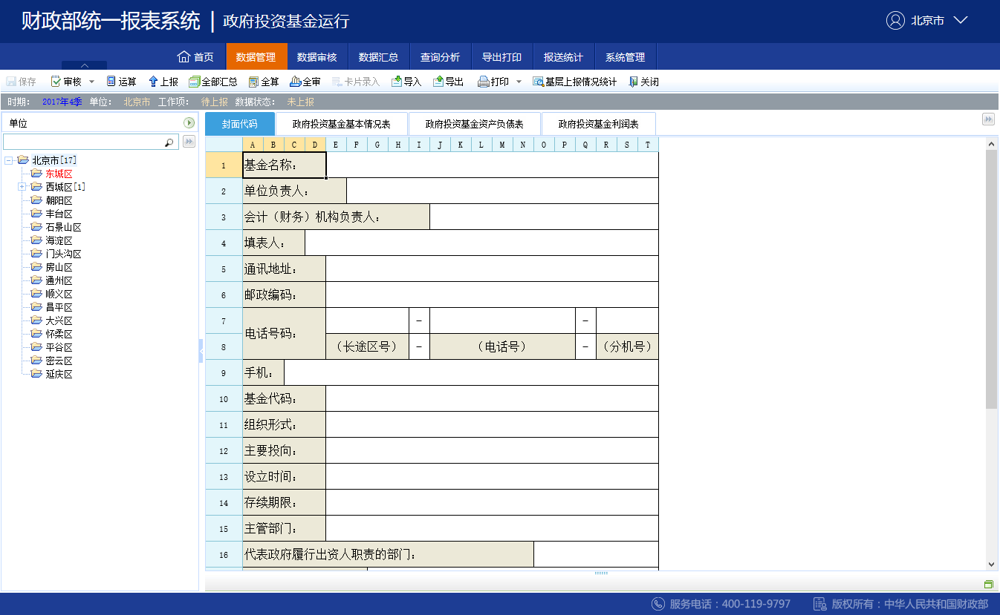 财政部统一报表系统 | 政府投资基金运行
北京市
首页 数据管理 数据审核 数据汇总 查询分析 导出打印 报送统计 系统管理
保存 审核 运算 上报 全部汇总 全算 全审 卡片录入 导入 导出 打印 基层上报情况统计 关闭
时期： 2017年4季 单位： 北京市 工作项： 待上报 数据状态： 未上报
单位
封面代码 政府投资基金基本情况表 政府投资基金资产负债表 政府投资基金利润表
北京市[17]
东城区
西城区[1]
朝阳区
丰台区
石景山区
海淀区
门头沟区
房山区
通州区
顺义区
昌平区
大兴区
怀柔区
平谷区
密云区
延庆区
A B C D E F G H I J K L M N O P Q R S T
1 基金名称：
2 单位负责人：
3 会计（财务）机构负责人：
4 填表人：
5 通讯地址：
6 邮政编码：
7 电话号码： — —
8 （长途区号） — （电话号） — （分机号）
9 手机：
10 基金代码：
11 组织形式：
12 主要投向：
13 设立时间：
14 存续期限：
15 主管部门：
16 代表政府履行出资人职责的部门：
服务电话：400-119-9797 版权所有：中华人民共和国财政部